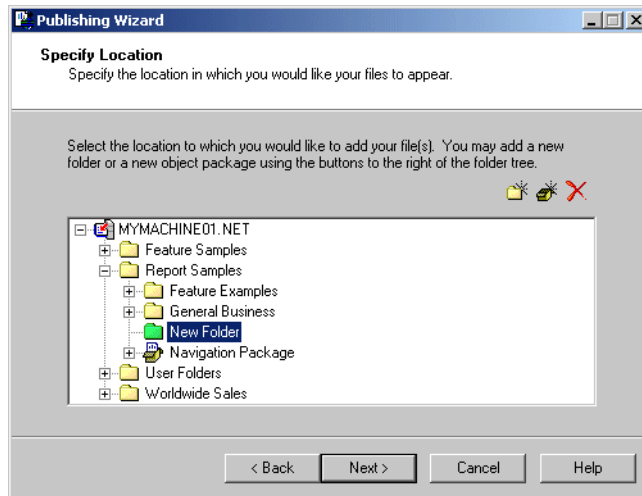 Publishing Wizard
Specify Location
Specify the location in which you would like your files to appear.
Select the location to which you would like to add your file(s). You may add a new
folder or a new object package using the buttons to the right of the folder tree.
MYMACHINE01.NET
Feature Samples
Report Samples
Feature Examples
General Business
New Folder
Navigation Package
User Folders
Worldwide Sales
< Back Next > Cancel Help